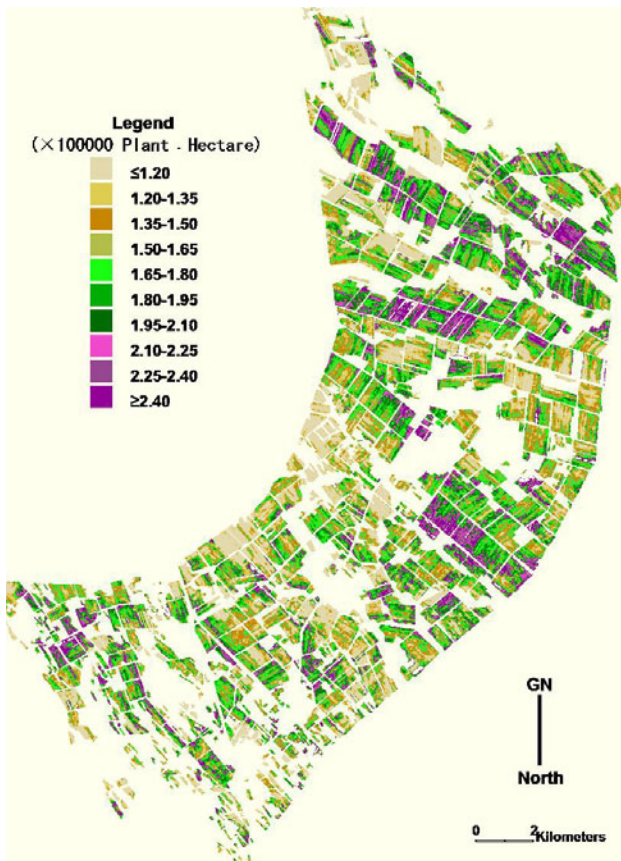 Legend
(×100000 Plant - Hectare)
≤1.20
1.20-1.35
1.35-1.50
1.50-1.65
1.65-1.80
1.80-1.95
1.95-2.10
2.10-2.25
2.25-2.40
≥2.40
GN
North
0 2 Kilometers